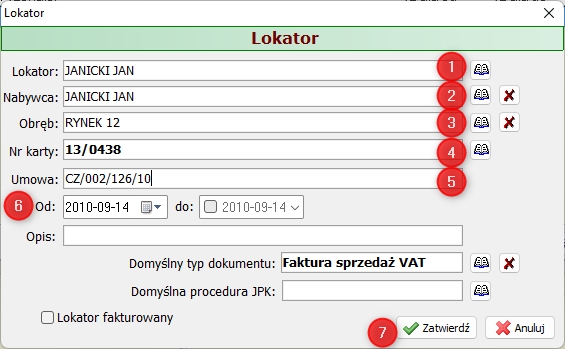 Lokator
Lokator
Lokator: JANICKI JAN 1
Nabywca: JANICKI JAN 2
Obręb: RYNEK 12 3
Nr karty: 13/0438 4
Umowa: CZ/002/126/10 5
6 Od: 2010-09-14 do: 2010-09-14
Opis:
Domyślny typ dokumentu: Faktura sprzedaż VAT
Domyślna procedura JPK:
Lokator fakturowany
7 Zatwierdź Anuluj